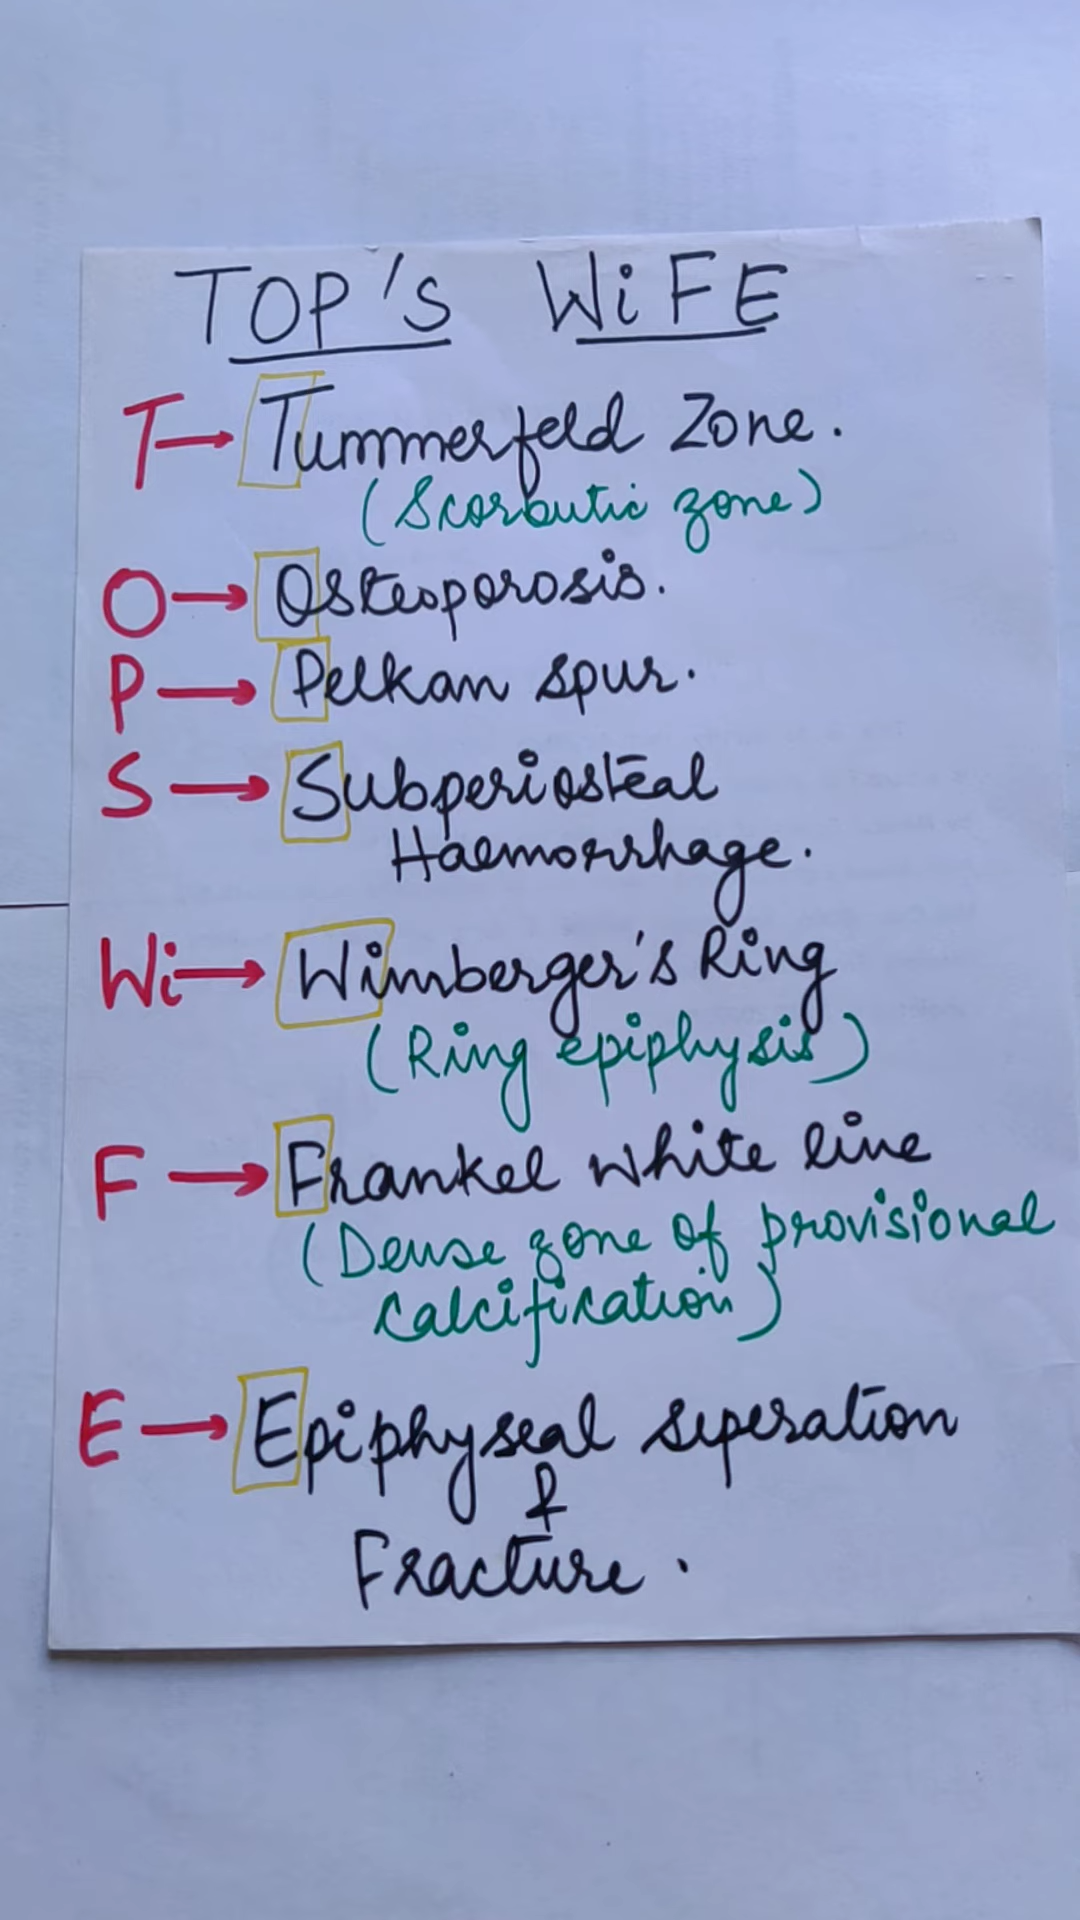 TOP's WiFE
T→ Tummerfeld Zone.
(Scorbutic zone)
O→ Osteoporosis.
P→ Pelkan spur.
S→ Subperiosteal
Haemorrhage.
Wi→ Wimberger's Ring
(Ring epiphysis)
F→ Frankel white line
(Dense zone of provisional
calcification)
E→ Epiphyseal seperation
&
Fracture.